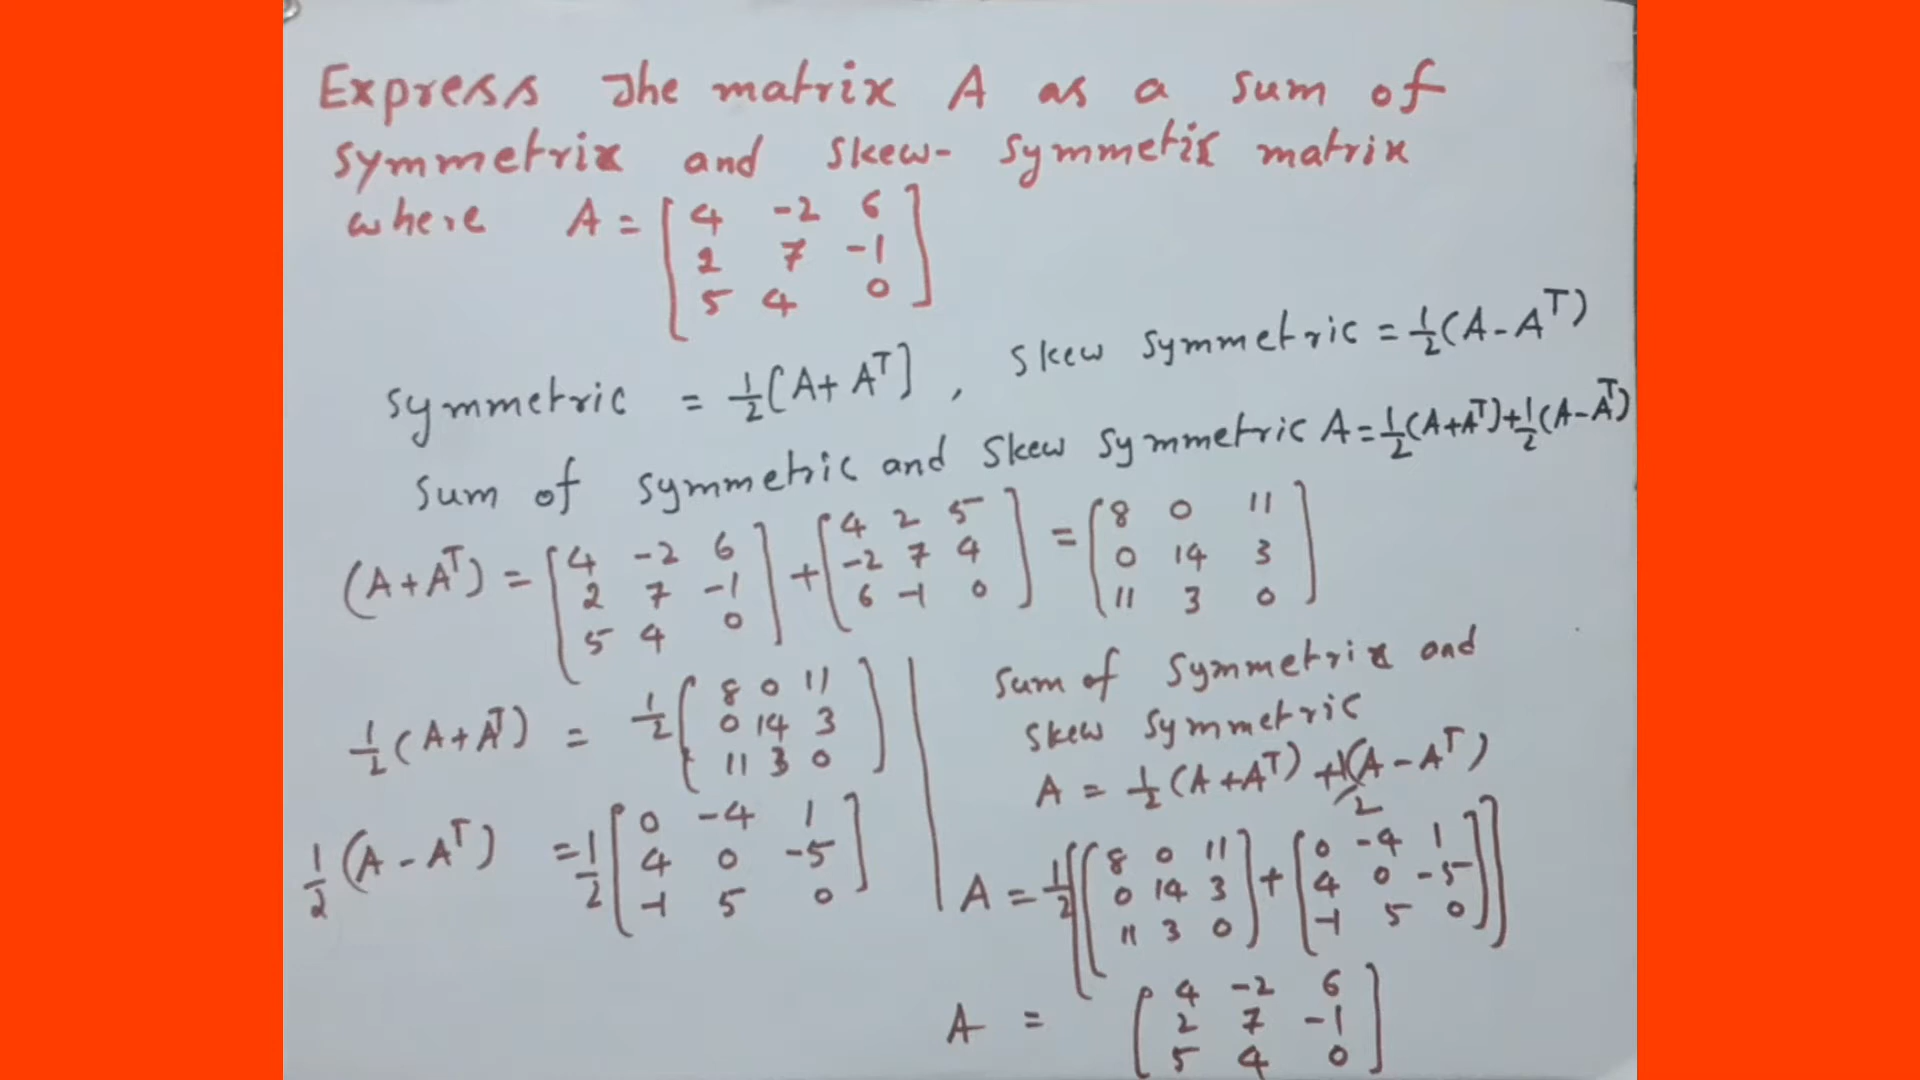 Express The matrix A as a sum of
symmetrix and skew- symmetix matrix
where A = [ 4 -2 6
2 7 -1
5 4 0 ]
symmetric = 1/2 [A + A^T] , skew symmetric = 1/2 (A - A^T)
sum of symmetric and skew symmetric A = 1/2 (A+A^T) + 1/2 (A-A^T)
(A + A^T) = [ 4 -2 6 ] + [ 4 2 5 ] = [ 8 0 11 ]
2 7 -1 -2 7 4 0 14 3
5 4 0 6 -1 0 11 3 0
1/2 (A+A^T) = 1/2 [ 8 0 11
0 14 3
11 3 0 ]
1/2 (A - A^T) = 1/2 [ 0 -4 1
4 0 -5
-1 5 0 ]
sum of symmetrix and
skew symmetric
A = 1/2 (A + A^T) + 1/2 (A - A^T)
A = 1/2 [[ 8 0 11 ] + [ 0 -4 1 ]]
0 14 3 4 0 -5
11 3 0 -1 5 0
A = [ 4 -2 6
2 7 -1
5 4 0 ]